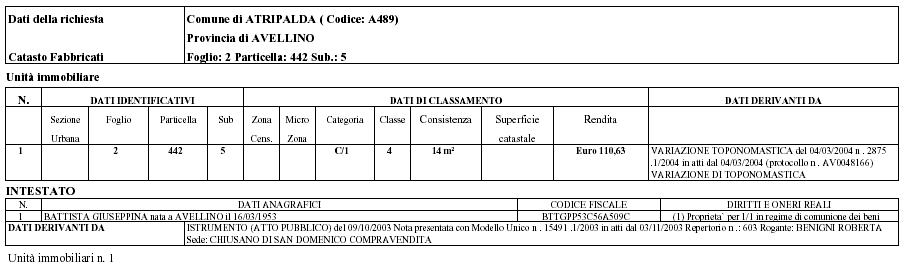 Dati della richiesta
Comune di ATRIPALDA ( Codice: A489)
Provincia di AVELLINO
Catasto Fabbricati
Foglio: 2 Particella: 442 Sub.: 5
Unità immobiliare
N. DATI IDENTIFICATIVI DATI DI CLASSAMENTO DATI DERIVANTI DA
Sezione Foglio Particella Sub Zona Micro Categoria Classe Consistenza Superficie Rendita
Urbana Cens. Zona catastale
1 2 442 5 C/1 4 14 m² Euro 110,63 VARIAZIONE TOPONOMASTICA del 04/03/2004 n . 2875
.1/2004 in atti dal 04/03/2004 (protocollo n . AV0048166)
VARIAZIONE DI TOPONOMASTICA
INTESTATO
N. DATI ANAGRAFICI CODICE FISCALE DIRITTI E ONERI REALI
1 BATTISTA GIUSEPPINA nata a AVELLINO il 16/03/1953 BTTGPP53C56A509C (1) Proprieta` per 1/1 in regime di comunione dei beni
DATI DERIVANTI DA ISTRUMENTO (ATTO PUBBLICO) del 09/10/2003 Nota presentata con Modello Unico n . 15491 .1/2003 in atti dal 03/11/2003 Repertorio n .: 603 Rogante: BENIGNI ROBERTA
Sede: CHIUSANO DI SAN DOMENICO COMPRAVENDITA
Unità immobiliari n. 1